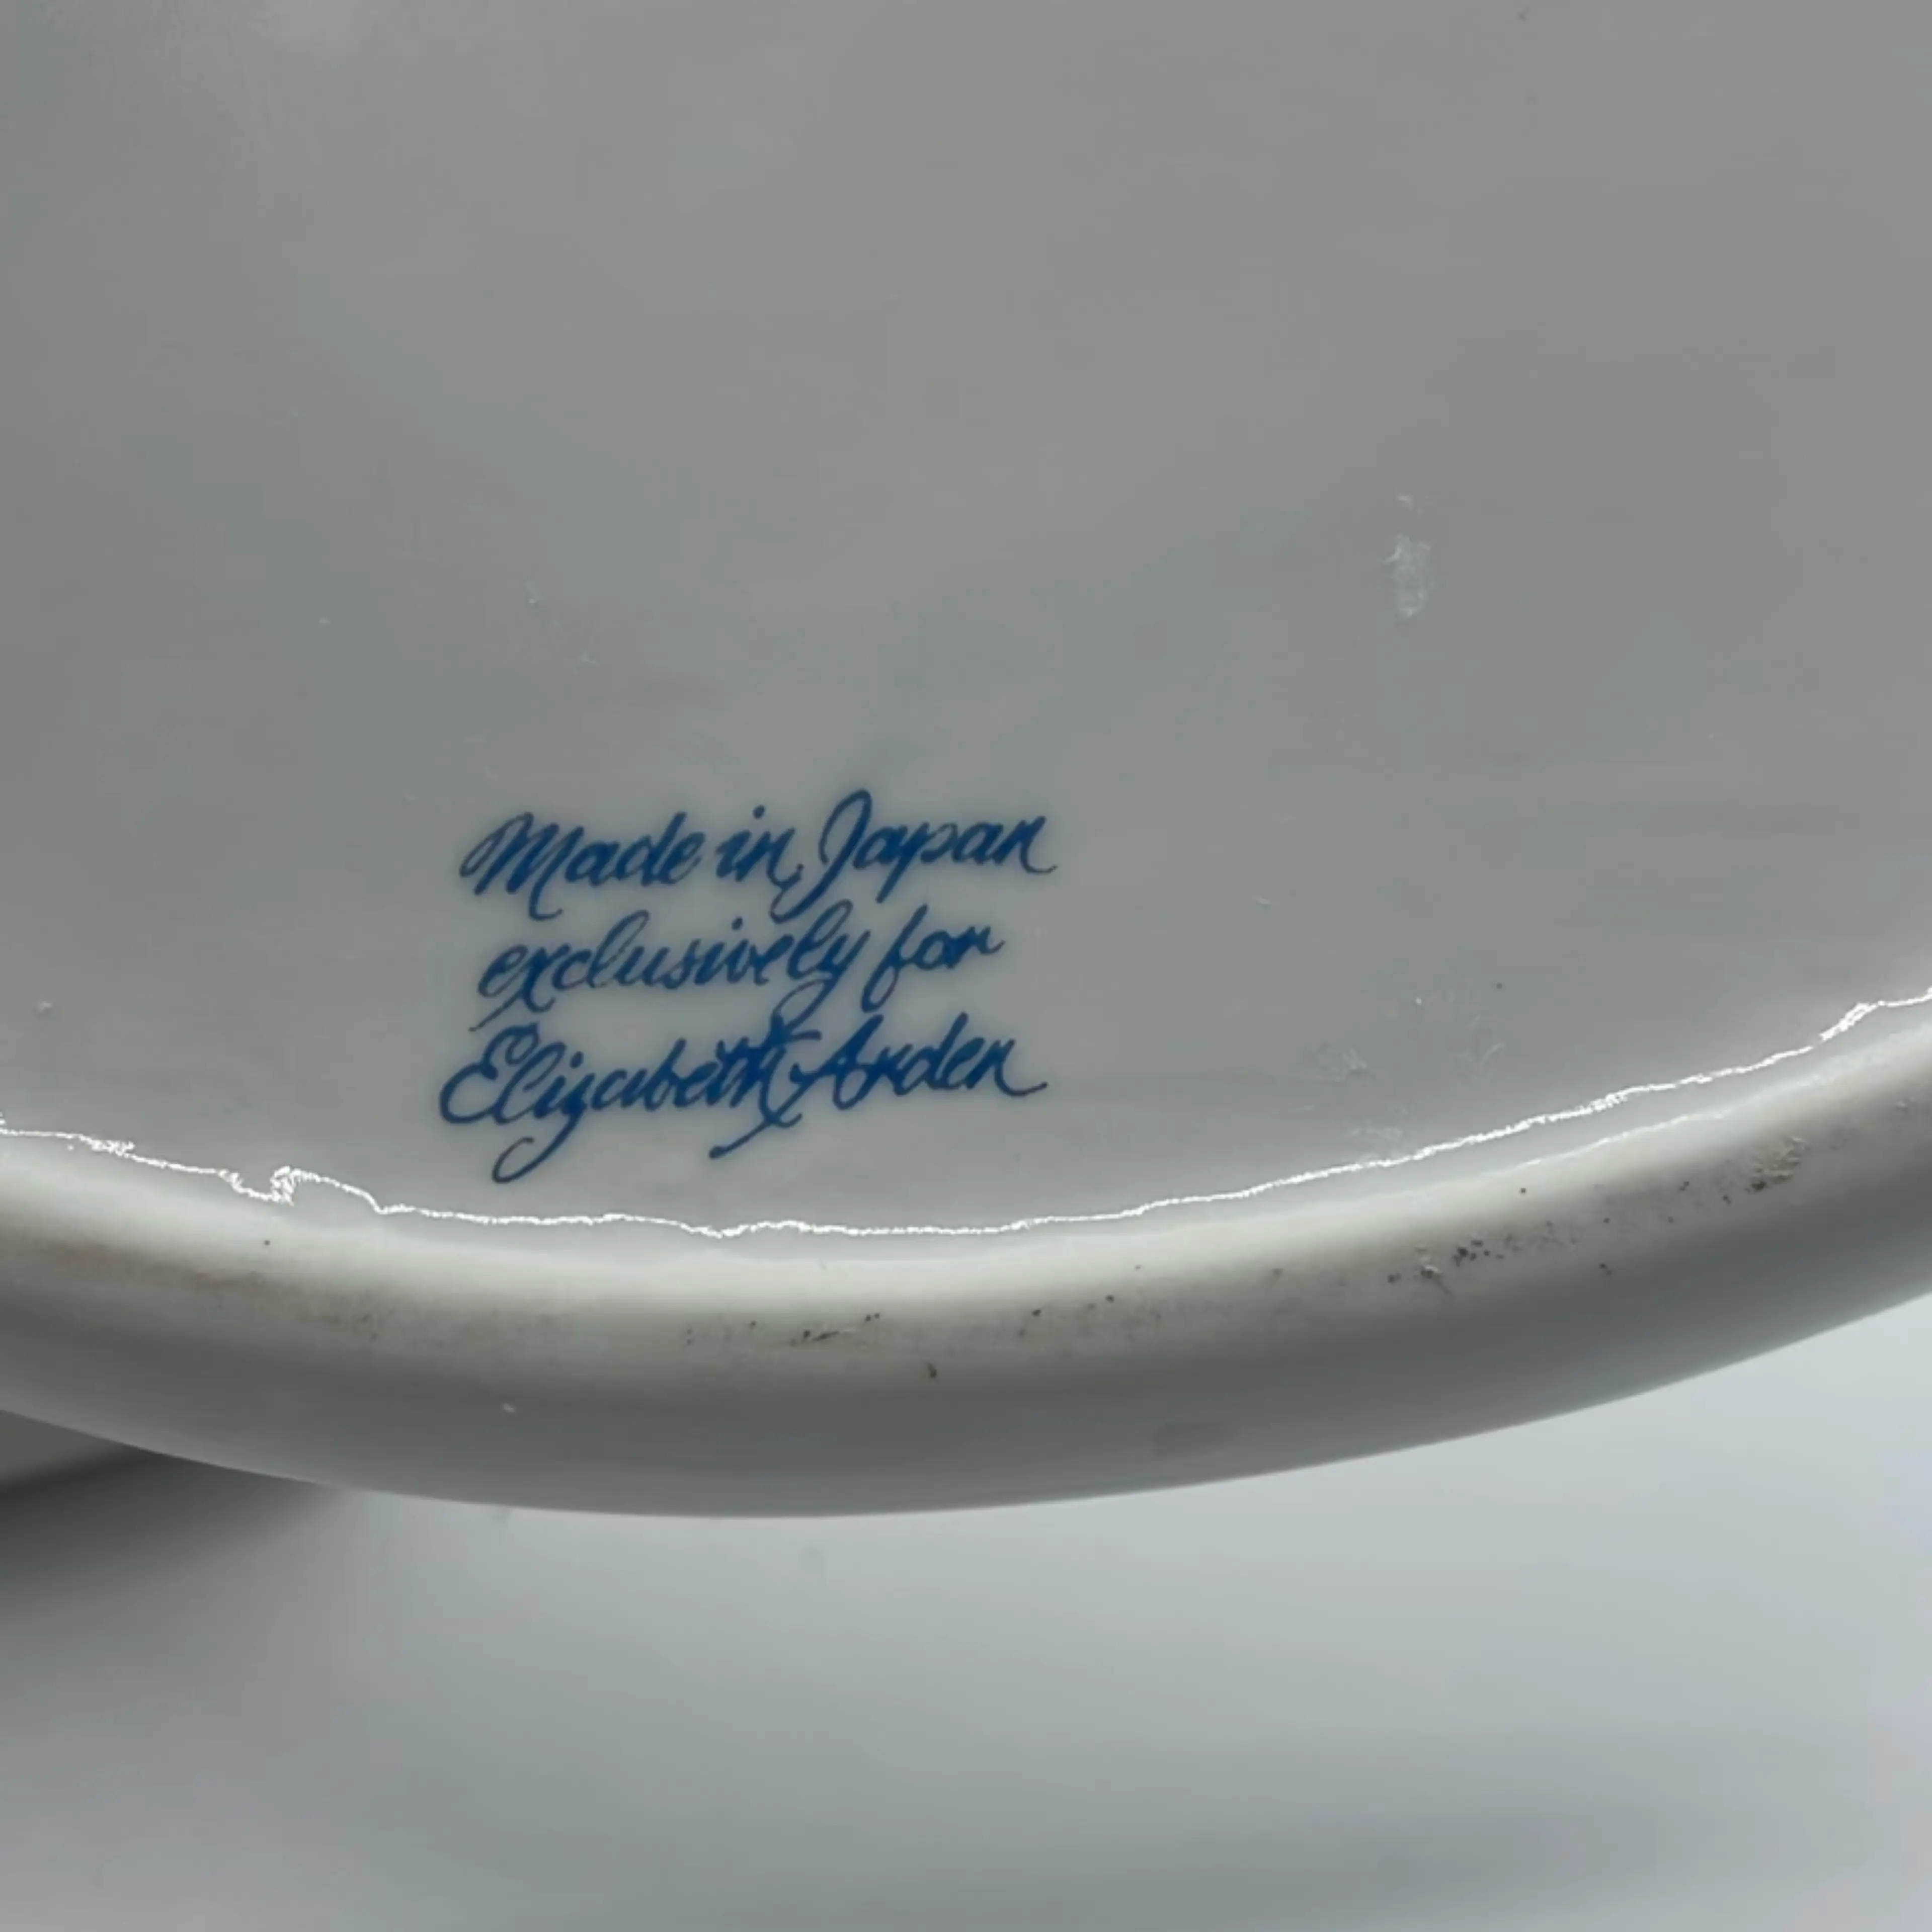 Made in Japan
exclusively for
Elizabeth Arden